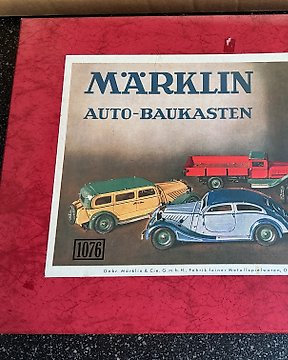 MÄRKLIN
AUTO-BAUKASTEN
1076
Gebr. Märklin & Cie. G.m.b.H., Fabrik feiner Metallspielwaren,